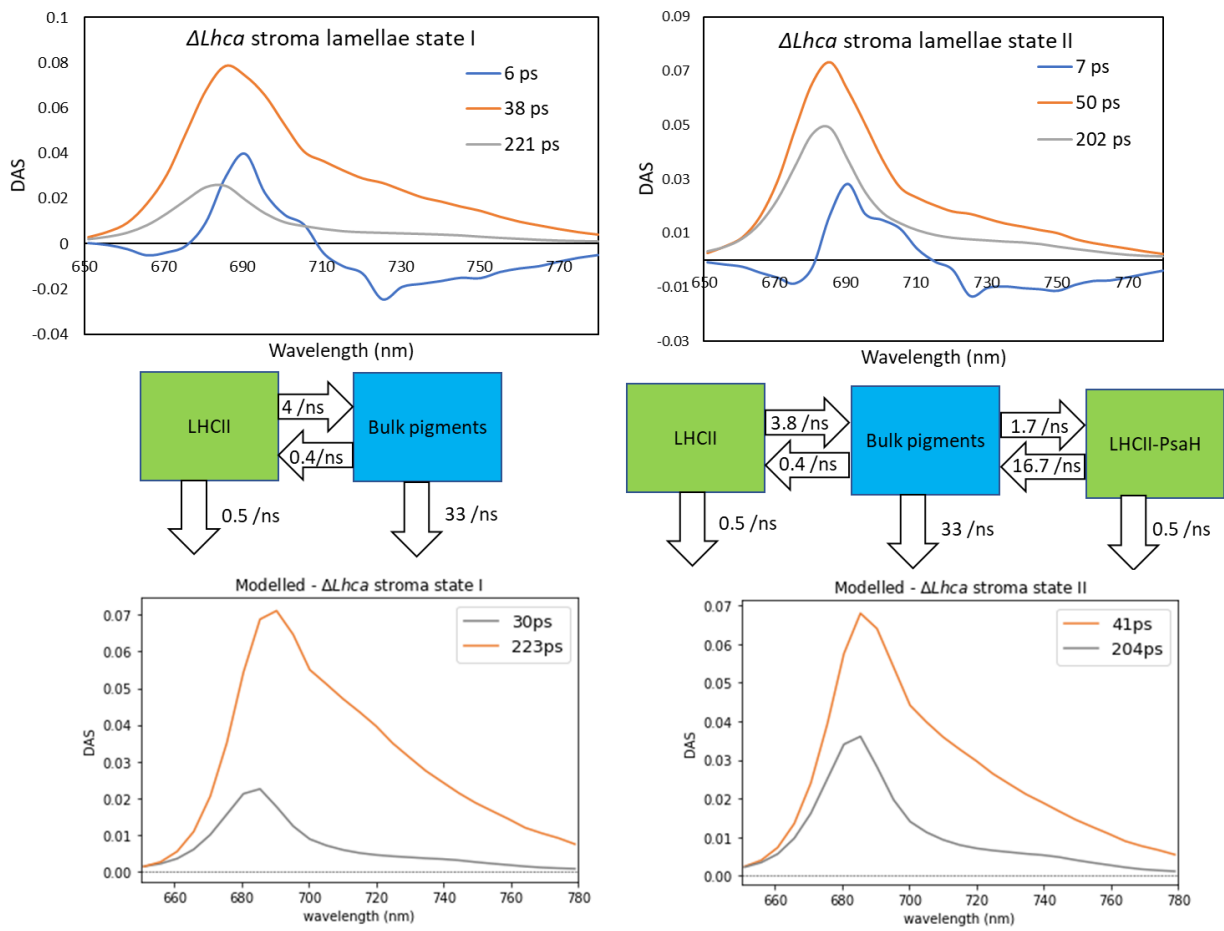 ΔLhca stroma lamellae state I
0.1
0.08
0.06
0.04
0.02
0
-0.02
-0.04
DAS
6 ps
38 ps
221 ps
650 670 690 710 730 750 770
Wavelength (nm)
ΔLhca stroma lamellae state II
0.09
0.07
0.05
0.03
0.01
-0.01
-0.03
DAS
7 ps
50 ps
202 ps
650 670 690 710 730 750 770
Wavelength (nm)
LHCII
4 /ns
0.4/ns
Bulk pigments
0.5 /ns
33 /ns
LHCII
3.8 /ns
0.4 /ns
Bulk pigments
1.7 /ns
16.7 /ns
LHCII-PsaH
0.5 /ns
33 /ns
0.5 /ns
Modelled - ΔLhca stroma state I
0.07
0.06
0.05
0.04
0.03
0.02
0.01
0.00
DAS
30ps
223ps
660 680 700 720 740 760 780
wavelength (nm)
Modelled - ΔLhca stroma state II
0.07
0.06
0.05
0.04
0.03
0.02
0.01
0.00
DAS
41ps
204ps
660 680 700 720 740 760 780
wavelength (nm)